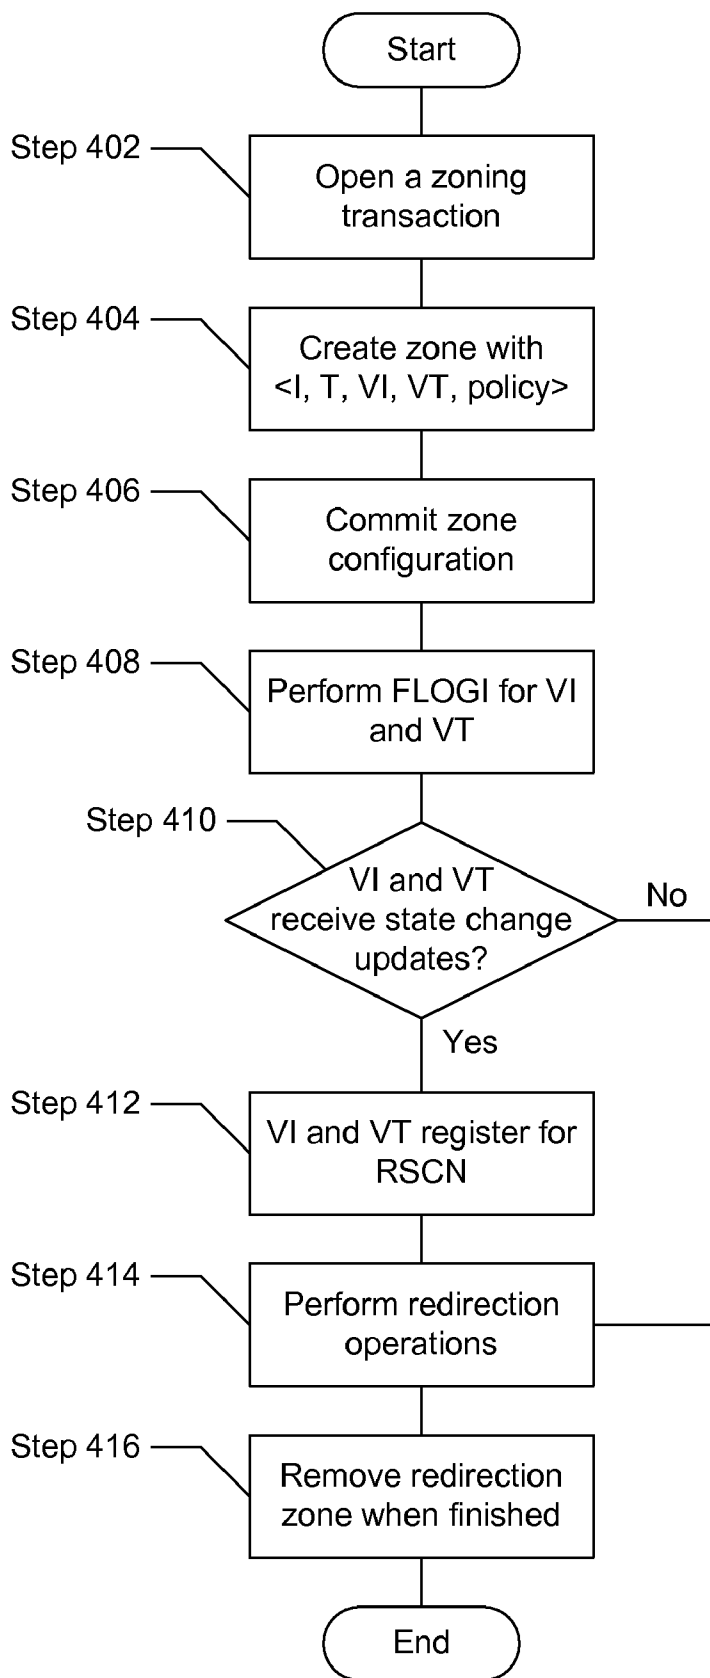 Start
Step 402
Open a zoning
transaction
Step 404
Create zone with
<I, T, VI, VT, policy>
Step 406
Commit zone
configuration
Step 408
Perform FLOGI for VI
and VT
Step 410
VI and VT
receive state change
updates?
No
Yes
Step 412
VI and VT register for
RSCN
Step 414
Perform redirection
operations
Step 416
Remove redirection
zone when finished
End